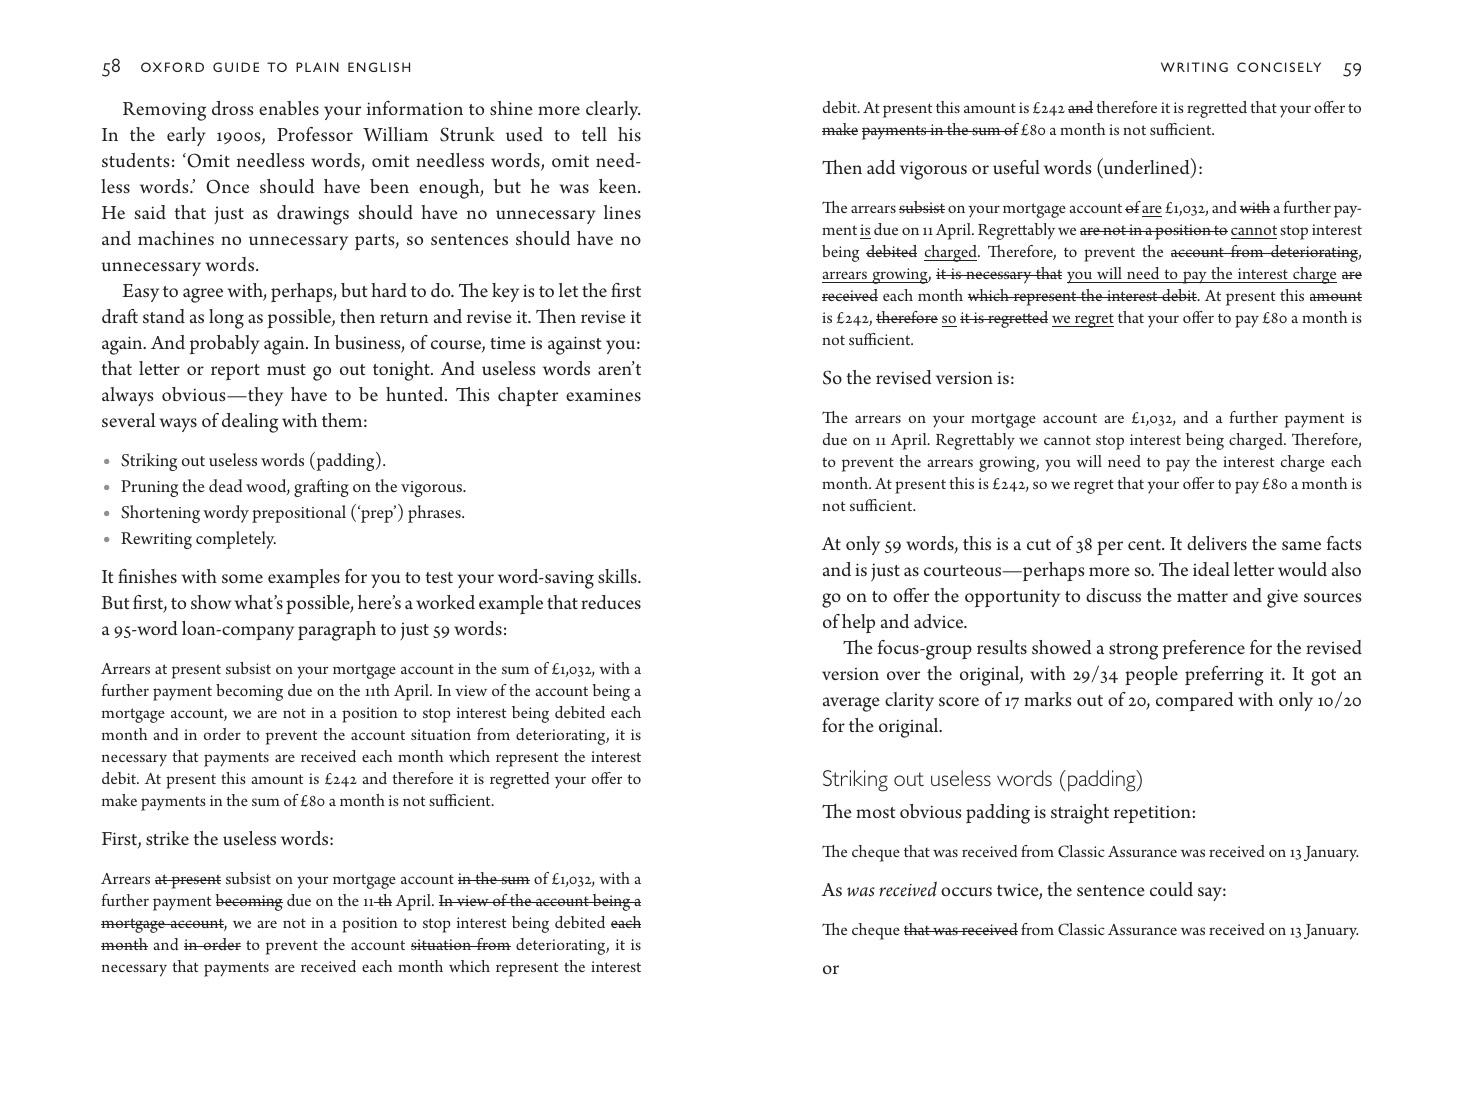 58 OXFORD GUIDE TO PLAIN ENGLISH
Removing dross enables your information to shine more clearly.
In the early 1900s, Professor William Strunk used to tell his
students: ‘Omit needless words, omit needless words, omit need-
less words.’ Once should have been enough, but he was keen.
He said that just as drawings should have no unnecessary lines
and machines no unnecessary parts, so sentences should have no
unnecessary words.
Easy to agree with, perhaps, but hard to do. The key is to let the first
draft stand as long as possible, then return and revise it. Then revise it
again. And probably again. In business, of course, time is against you:
that letter or report must go out tonight. And useless words aren’t
always obvious—they have to be hunted. This chapter examines
several ways of dealing with them:
• Striking out useless words (padding).
• Pruning the dead wood, grafting on the vigorous.
• Shortening wordy prepositional (‘prep’) phrases.
• Rewriting completely.
It finishes with some examples for you to test your word-saving skills.
But first, to show what’s possible, here’s a worked example that reduces
a 95-word loan-company paragraph to just 59 words:
Arrears at present subsist on your mortgage account in the sum of £1,032, with a
further payment becoming due on the 11th April. In view of the account being a
mortgage account, we are not in a position to stop interest being debited each
month and in order to prevent the account situation from deteriorating, it is
necessary that payments are received each month which represent the interest
debit. At present this amount is £242 and therefore it is regretted your offer to
make payments in the sum of £80 a month is not sufficient.
First, strike the useless words:
Arrears at present subsist on your mortgage account in the sum of £1,032, with a
further payment becoming due on the 11 th April. In view of the account being a
mortgage account, we are not in a position to stop interest being debited each
month and in order to prevent the account situation from deteriorating, it is
necessary that payments are received each month which represent the interest
WRITING CONCISELY 59
debit. At present this amount is £242 and therefore it is regretted that your offer to
make payments in the sum of £80 a month is not sufficient.
Then add vigorous or useful words (underlined):
The arrears subsist on your mortgage account of are £1,032, and with a further pay-
ment is due on 11 April. Regrettably we are not in a position to cannot stop interest
being debited charged. Therefore, to prevent the account from deteriorating,
arrears growing, it is necessary that you will need to pay the interest charge are
received each month which represent the interest debit. At present this amount
is £242, therefore so it is regretted we regret that your offer to pay £80 a month is
not sufficient.
So the revised version is:
The arrears on your mortgage account are £1,032, and a further payment is
due on 11 April. Regrettably we cannot stop interest being charged. Therefore,
to prevent the arrears growing, you will need to pay the interest charge each
month. At present this is £242, so we regret that your offer to pay £80 a month is
not sufficient.
At only 59 words, this is a cut of 38 per cent. It delivers the same facts
and is just as courteous—perhaps more so. The ideal letter would also
go on to offer the opportunity to discuss the matter and give sources
of help and advice.
The focus-group results showed a strong preference for the revised
version over the original, with 29/34 people preferring it. It got an
average clarity score of 17 marks out of 20, compared with only 10/20
for the original.
Striking out useless words (padding)
The most obvious padding is straight repetition:
The cheque that was received from Classic Assurance was received on 13 January.
As was received occurs twice, the sentence could say:
The cheque that was received from Classic Assurance was received on 13 January.
or